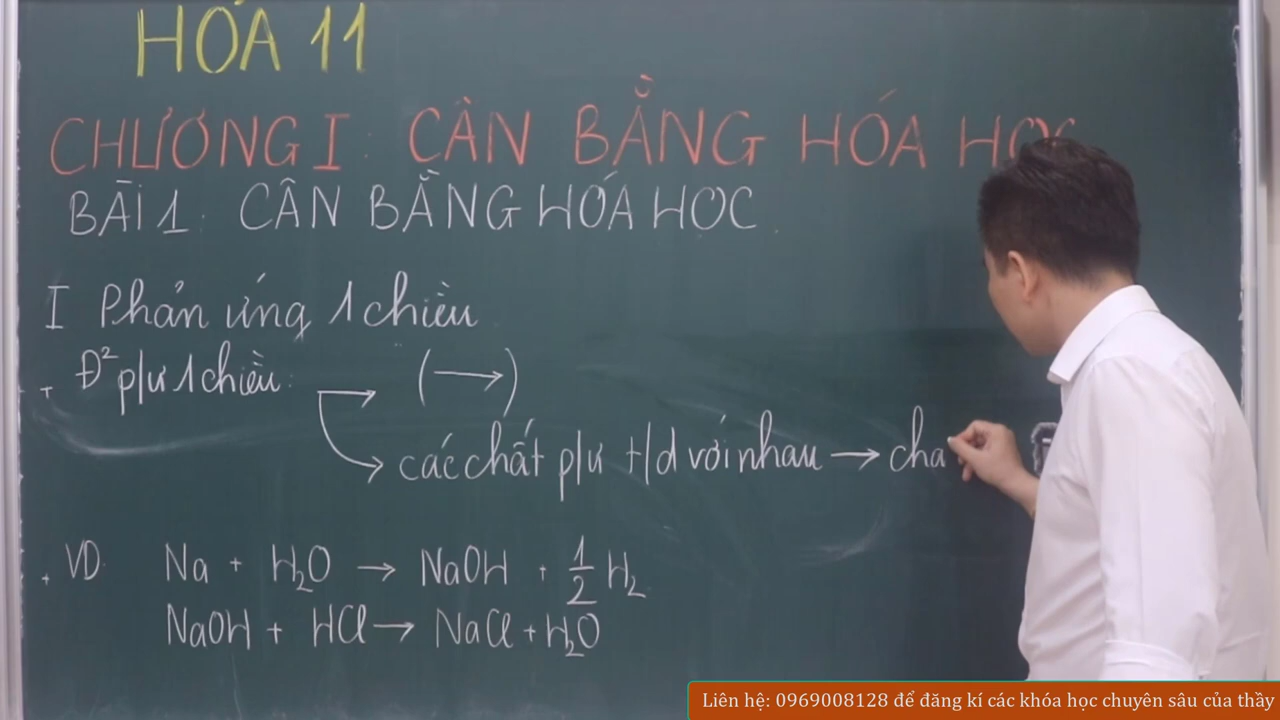 HÓA 11
CHƯƠNG I: CÂN BẰNG HÓA HỌC
BÀI 1: CÂN BẰNG HÓA HỌC
I Phản ứng 1 chiều
+ Đ² p/ư 1 chiều: (→)
các chất p/ư t/d với nhau → cha
+ VD: Na + H₂O → NaOH + 1/2 H₂
NaOH + HCl → NaCl + H₂O
Liên hệ: 0969008128 để đăng kí các khóa học chuyên sâu của thầy